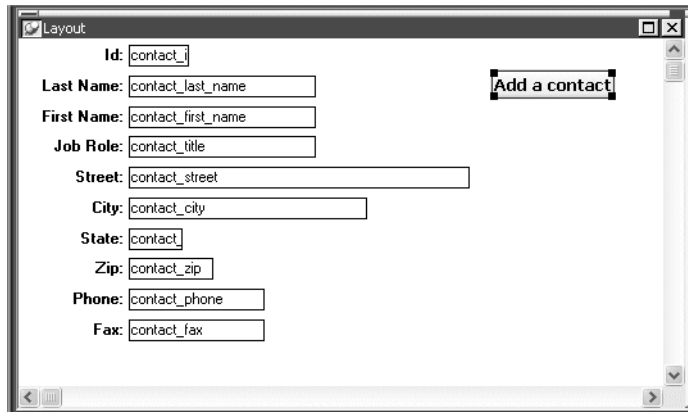 Layout
Id: contact_i
Last Name: contact_last_name
Add a contact
First Name: contact_first_name
Job Role: contact_title
Street: contact_street
City: contact_city
State: contact_
Zip: contact_zip
Phone: contact_phone
Fax: contact_fax